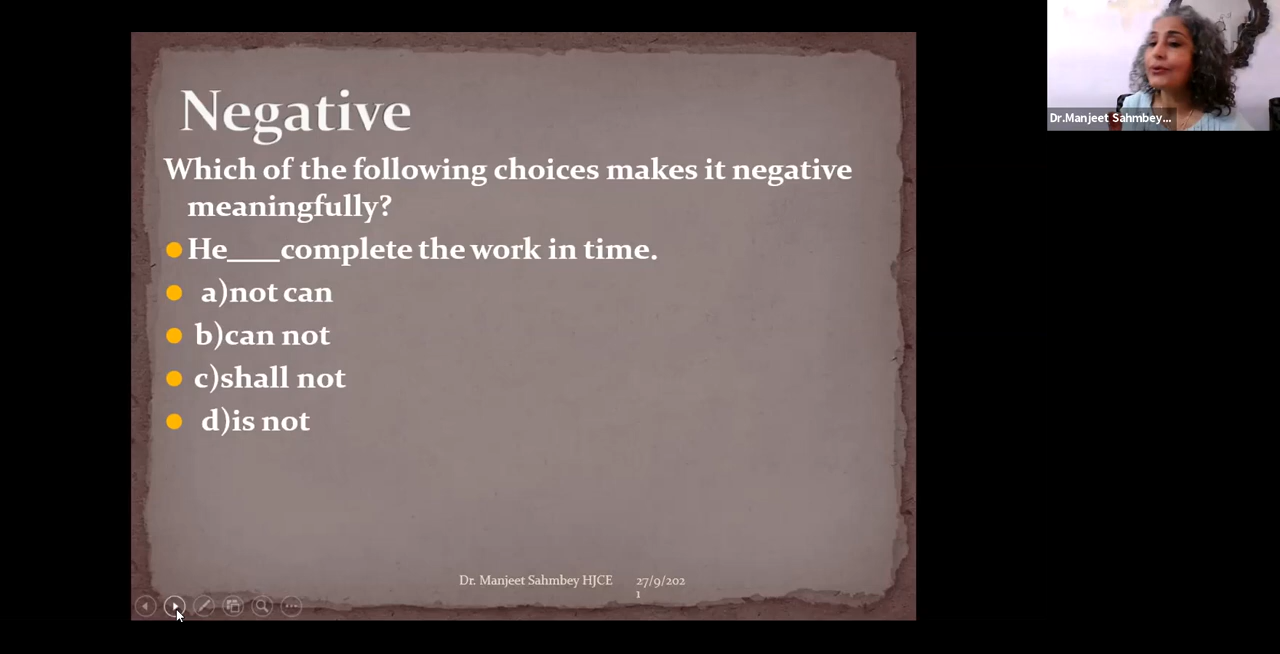 Negative
Which of the following choices makes it negative
meaningfully?
He____complete the work in time.
a)not can
b)can not
c)shall not
d)is not
Dr. Manjeet Sahmbey HJCE
27/9/202
1
Dr.Manjeet Sahmbey...